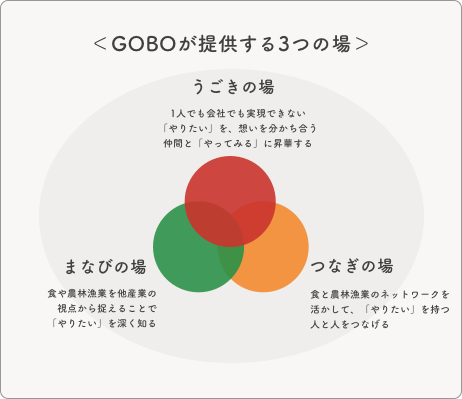 ＜GOBOが提供する3つの場＞
うごきの場
1人でも会社でも実現できない
「やりたい」を、想いを分かち合う
仲間と「やってみる」に昇華する
まなびの場
食や農林漁業を他産業の
視点から捉えることで
「やりたい」を深く知る
つなぎの場
食と農林漁業のネットワークを
活かして、「やりたい」を持つ
人と人をつなげる